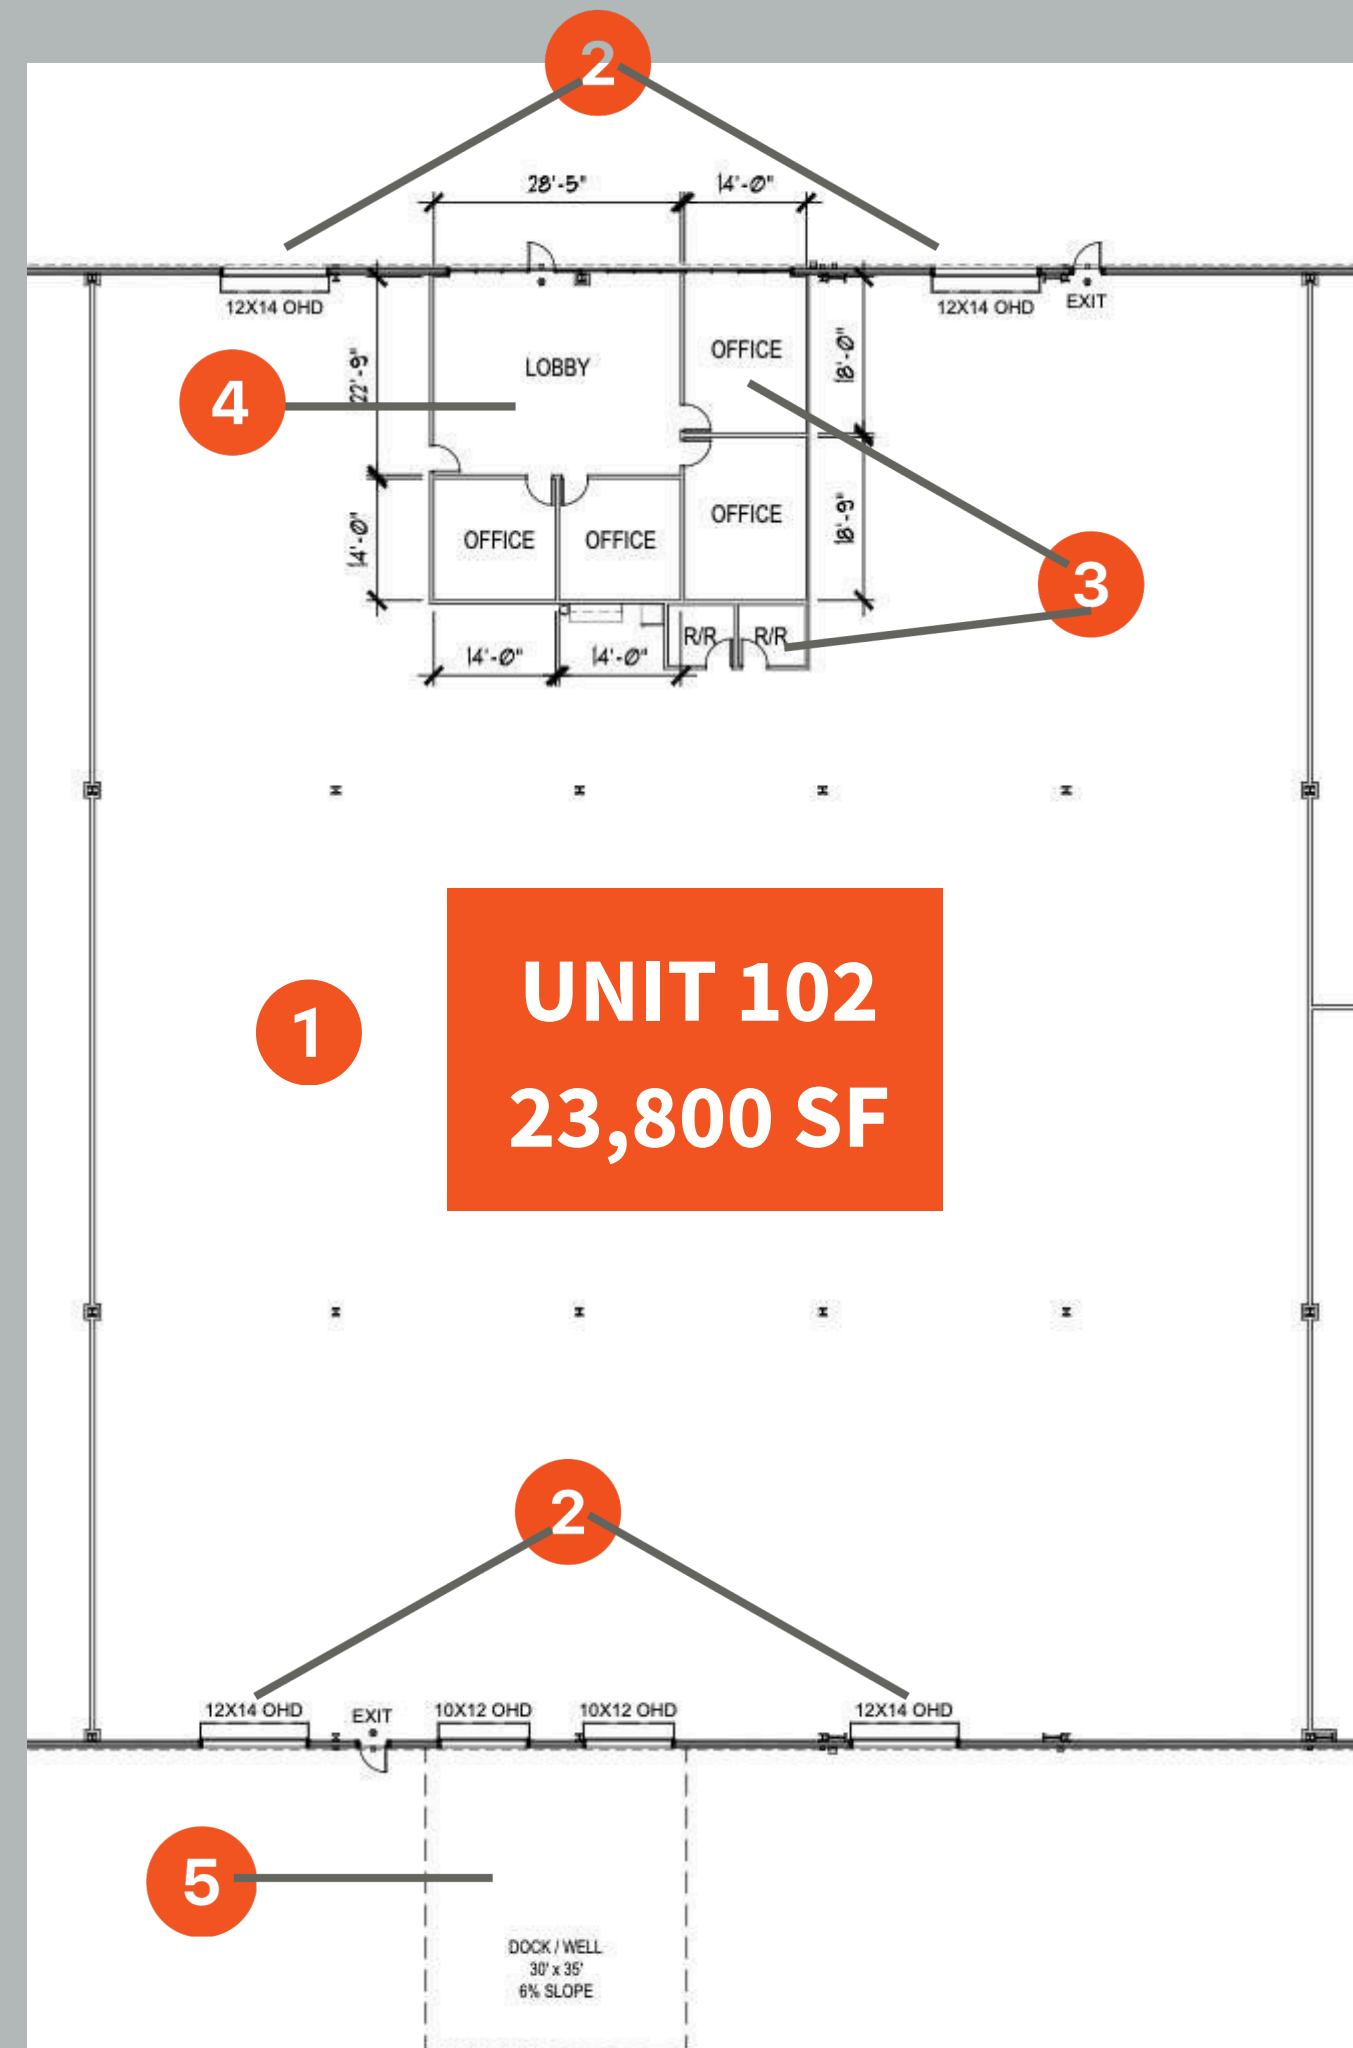 2
28'-5"
14'-0"
12X14 OHD
12X14 OHD
EXIT
LOBBY
OFFICE
22'-9"
18'-0"
4
OFFICE
OFFICE
OFFICE
14'-0"
18'-9"
3
R/R
R/R
14'-0"
14'-0"
UNIT 102
23,800 SF
1
2
12X14 OHD
EXIT
10X12 OHD
10X12 OHD
12X14 OHD
5
DOCK / WELL
30' x 35'
6% SLOPE